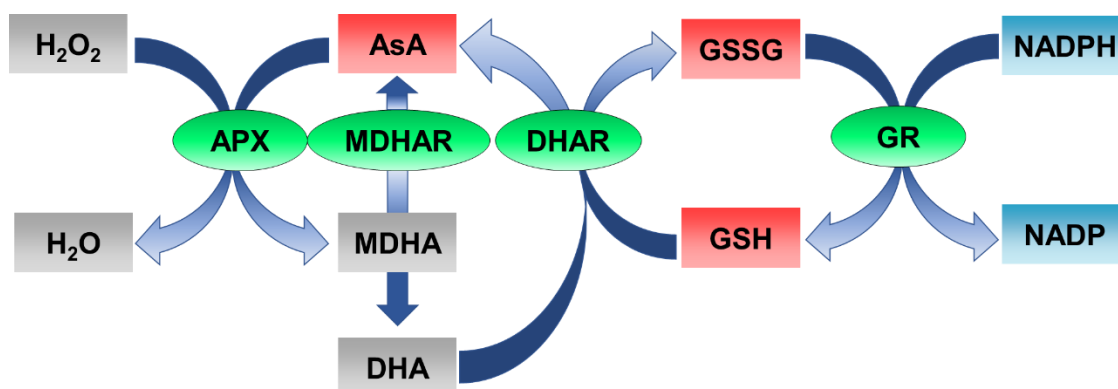 H₂O₂
AsA
GSSG
NADPH
APX
MDHAR
DHAR
GR
H₂O
MDHA
GSH
NADP
DHA